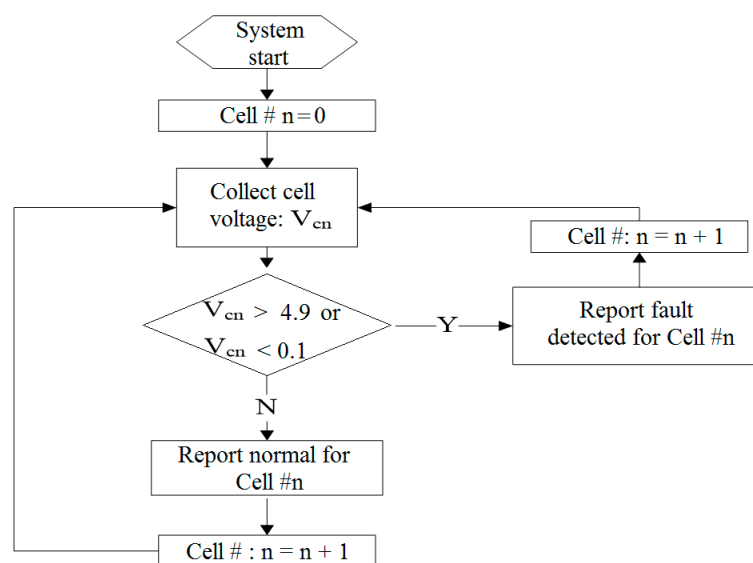 System
start
Cell # n=0
Collect cell
voltage: Vcn
Cell #: n = n + 1
Vcn > 4.9 or
Vcn < 0.1
Y
Report fault
detected for Cell #n
N
Report normal for
Cell #n
Cell # : n = n + 1